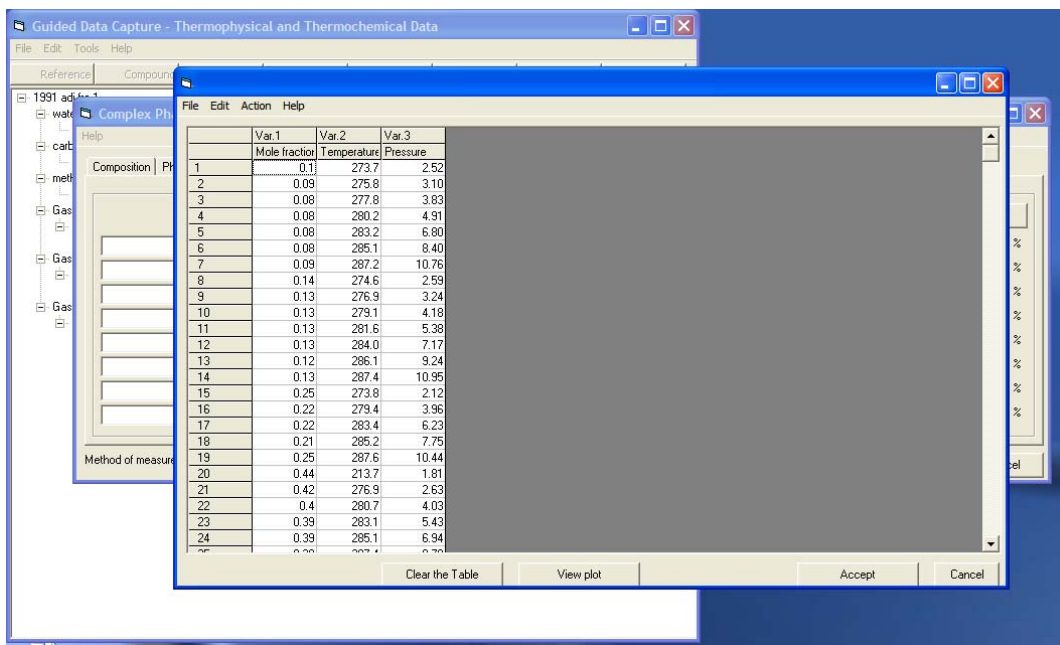 Guided Data Capture - Thermophysical and Thermochemical Data
File Edit Tools Help
Reference Compound
1991 adi
wate
carb
meth
Gas
Gas
Gas
Complex Ph
Help
Composition Ph
Method of measure
File Edit Action Help
Var.1 Var.2 Var.3
Mole fraction Temperature Pressure
1 0.1 273.7 2.52
2 0.09 275.8 3.10
3 0.08 277.8 3.83
4 0.08 280.2 4.91
5 0.08 283.2 6.80
6 0.08 285.1 8.40
7 0.09 287.2 10.76
8 0.14 274.6 2.59
9 0.13 276.9 3.24
10 0.13 279.1 4.18
11 0.13 281.6 5.38
12 0.13 284.0 7.17
13 0.12 286.1 9.24
14 0.13 287.4 10.95
15 0.25 273.8 2.12
16 0.22 279.4 3.96
17 0.22 283.4 6.23
18 0.21 285.2 7.75
19 0.25 287.6 10.44
20 0.44 213.7 1.81
21 0.42 276.9 2.63
22 0.4 280.7 4.03
23 0.39 283.1 5.43
24 0.39 285.1 6.94
Clear the Table View plot Accept Cancel
%
%
%
%
%
%
%
%
cel